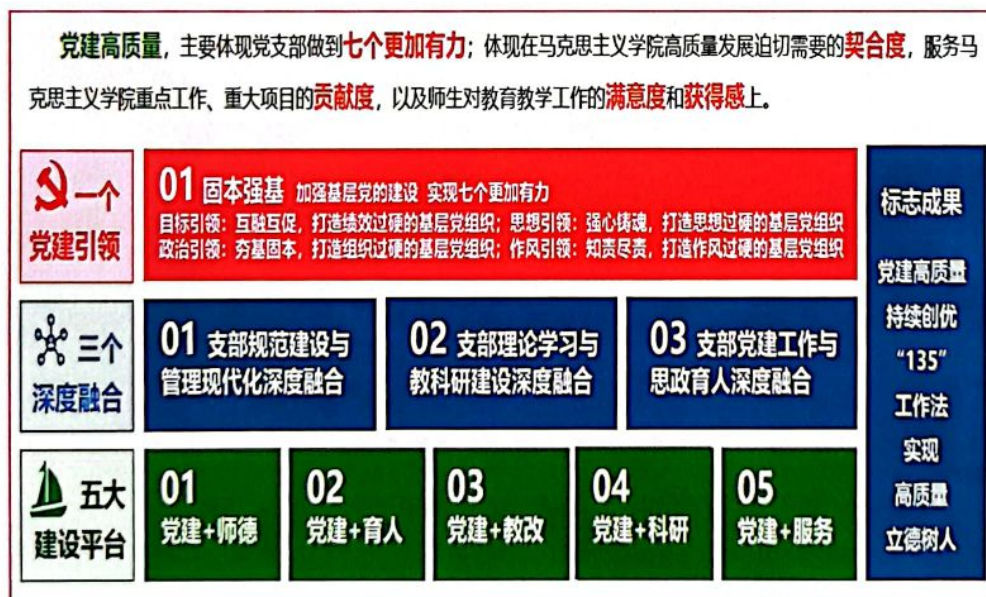 党建高质量，主要体现党支部做到七个更加有力；体现在马克思主义学院高质量发展迫切需要的契合度，服务马
克思主义学院重点工作、重大项目的贡献度，以及师生对教育教学工作的满意度和获得感上。
一个
党建引领
01 固本强基 加强基层党的建设 实现七个更加有力
目标引领：互融互促，打造绩效过硬的基层党组织；思想引领：强心铸魂，打造思想过硬的基层党组织
政治引领：夯基固本，打造组织过硬的基层党组织；作风引领：知责尽责，打造作风过硬的基层党组织
三个
深度融合
01 支部规范建设与
管理现代化深度融合
02 支部理论学习与
教科研建设深度融合
03 支部党建工作与
思政育人深度融合
五大
建设平台
01
党建+师德
02
党建+育人
03
党建+教改
04
党建+科研
05
党建+服务
标志成果
党建高质量
持续创优
“135”
工作法
实现
高质量
立德树人